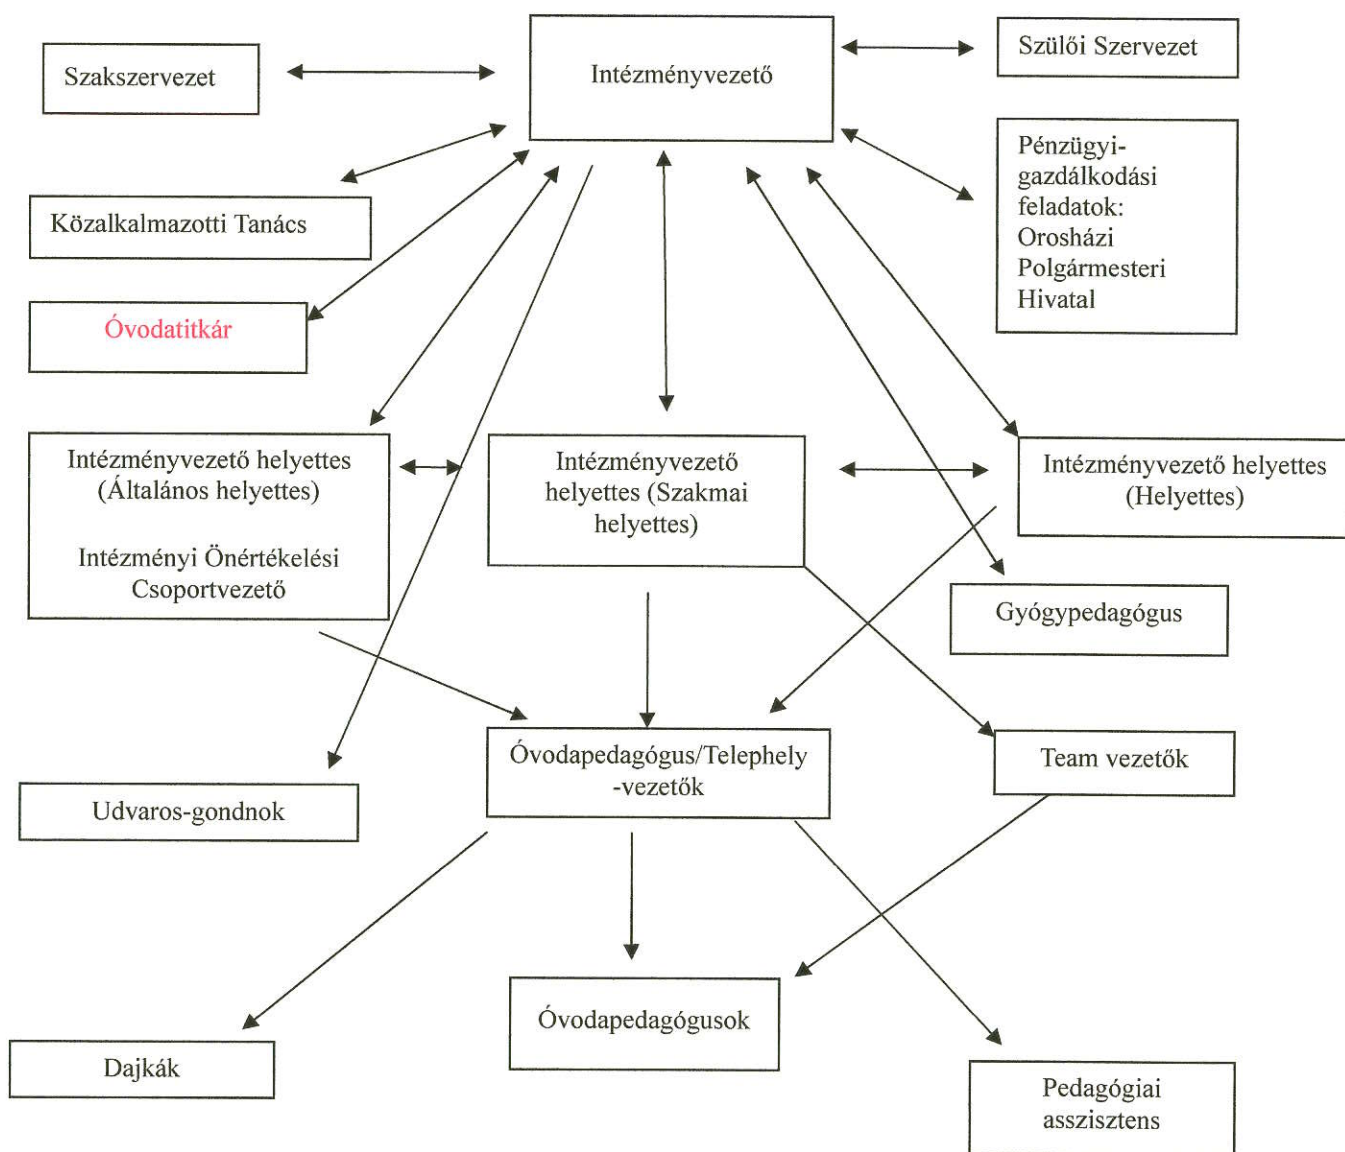 Szakszervezet
Intézményvezető
Szülői Szervezet
Pénzügyi-
gazdálkodási
feladatok:
Orosházi
Polgármesteri
Hivatal
Közalkalmazotti Tanács
Óvodatitkár
Intézményvezető helyettes
(Általános helyettes)
Intézményi Önértékelési
Csoportvezető
Intézményvezető
helyettes (Szakmai
helyettes)
Intézményvezető helyettes
(Helyettes)
Gyógypedagógus
Óvodapedagógus/Telephely
-vezetők
Team vezetők
Udvaros-gondnok
Óvodapedagógusok
Dajkák
Pedagógiai
asszisztens